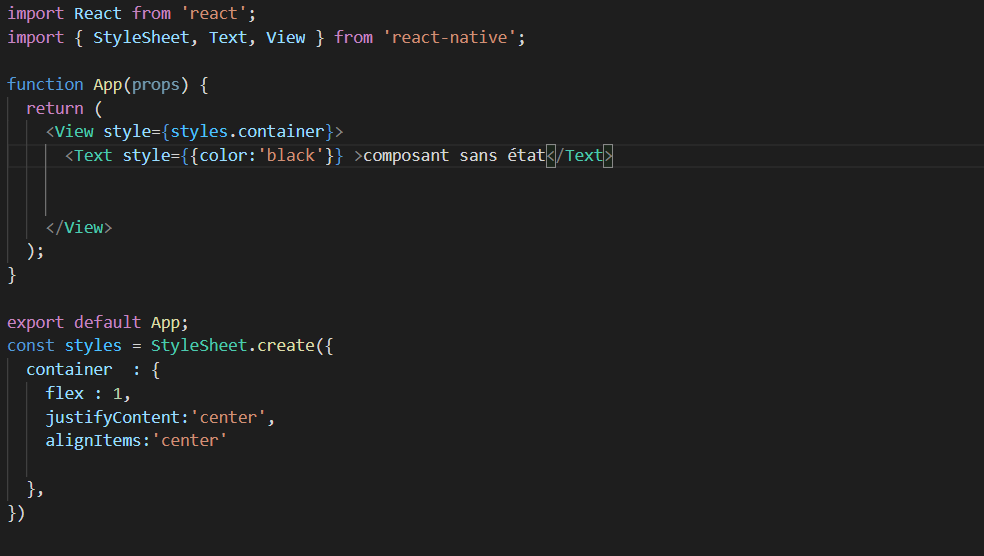 import React from 'react';
import { StyleSheet, Text, View } from 'react-native';
function App(props) {
  return (
    <View style={styles.container}>
      <Text style={{color:'black'}} >composant sans état</Text>
    </View>
  );
}
export default App;
const styles = StyleSheet.create({
  container  : {
    flex : 1,
    justifyContent:'center',
    alignItems:'center'
  },
})